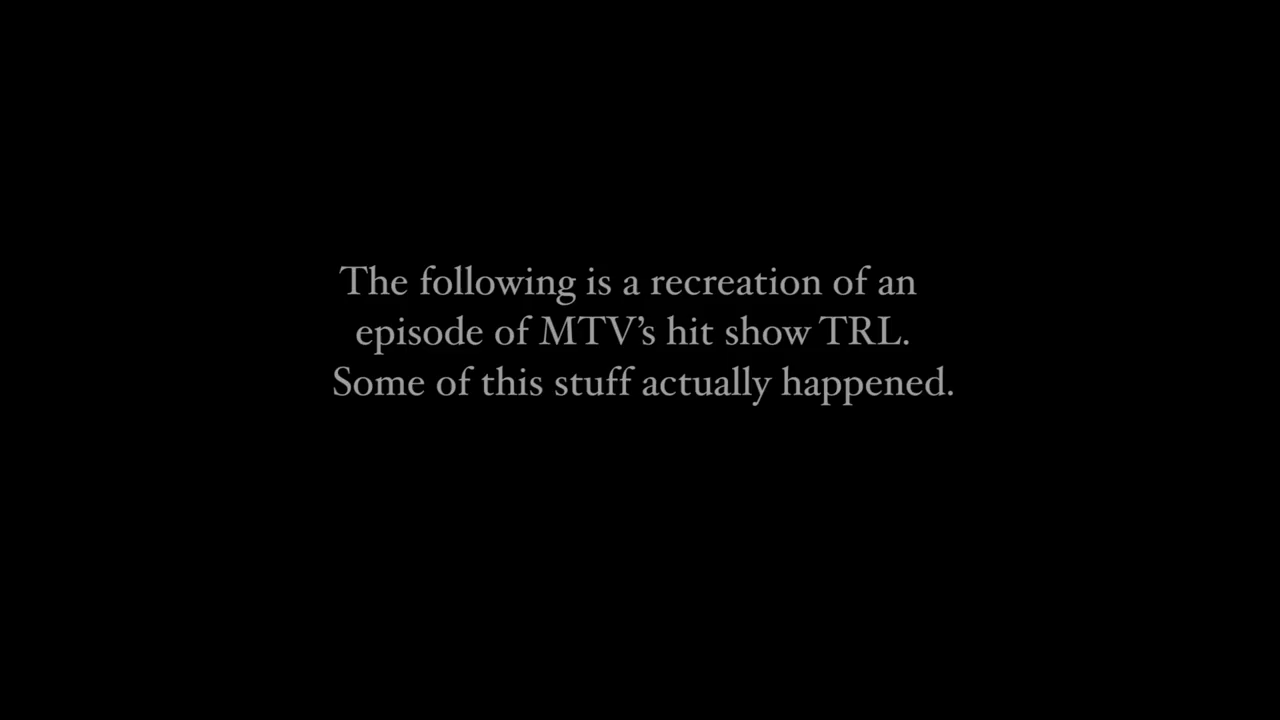 The following is a recreation of an
episode of MTV’s hit show TRL.
Some of this stuff actually happened.